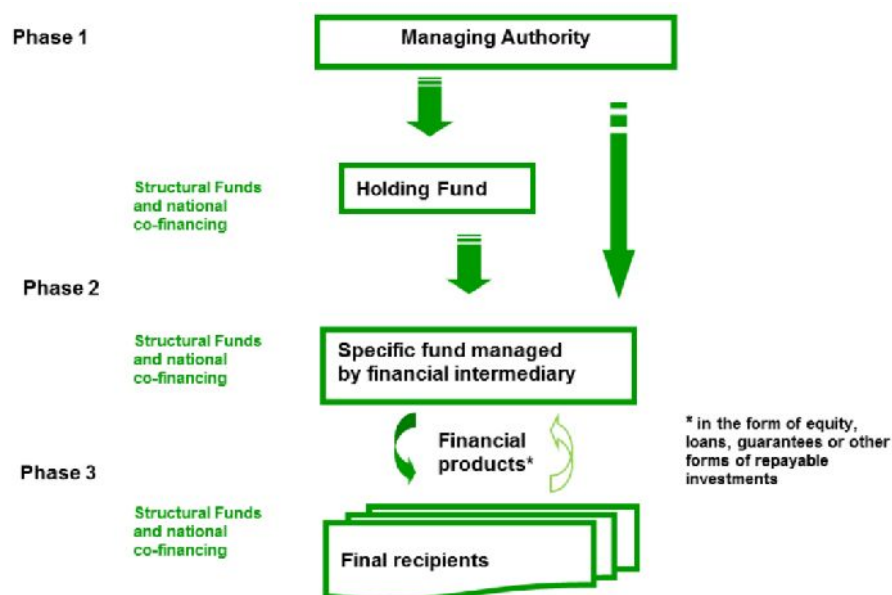 Phase 1
Managing Authority
Structural Funds
and national
co-financing
Holding Fund
Phase 2
Structural Funds
and national
co-financing
Specific fund managed
by financial intermediary
Financial
products*
* in the form of equity,
loans, guarantees or other
forms of repayable
investments
Phase 3
Structural Funds
and national
co-financing
Final recipients